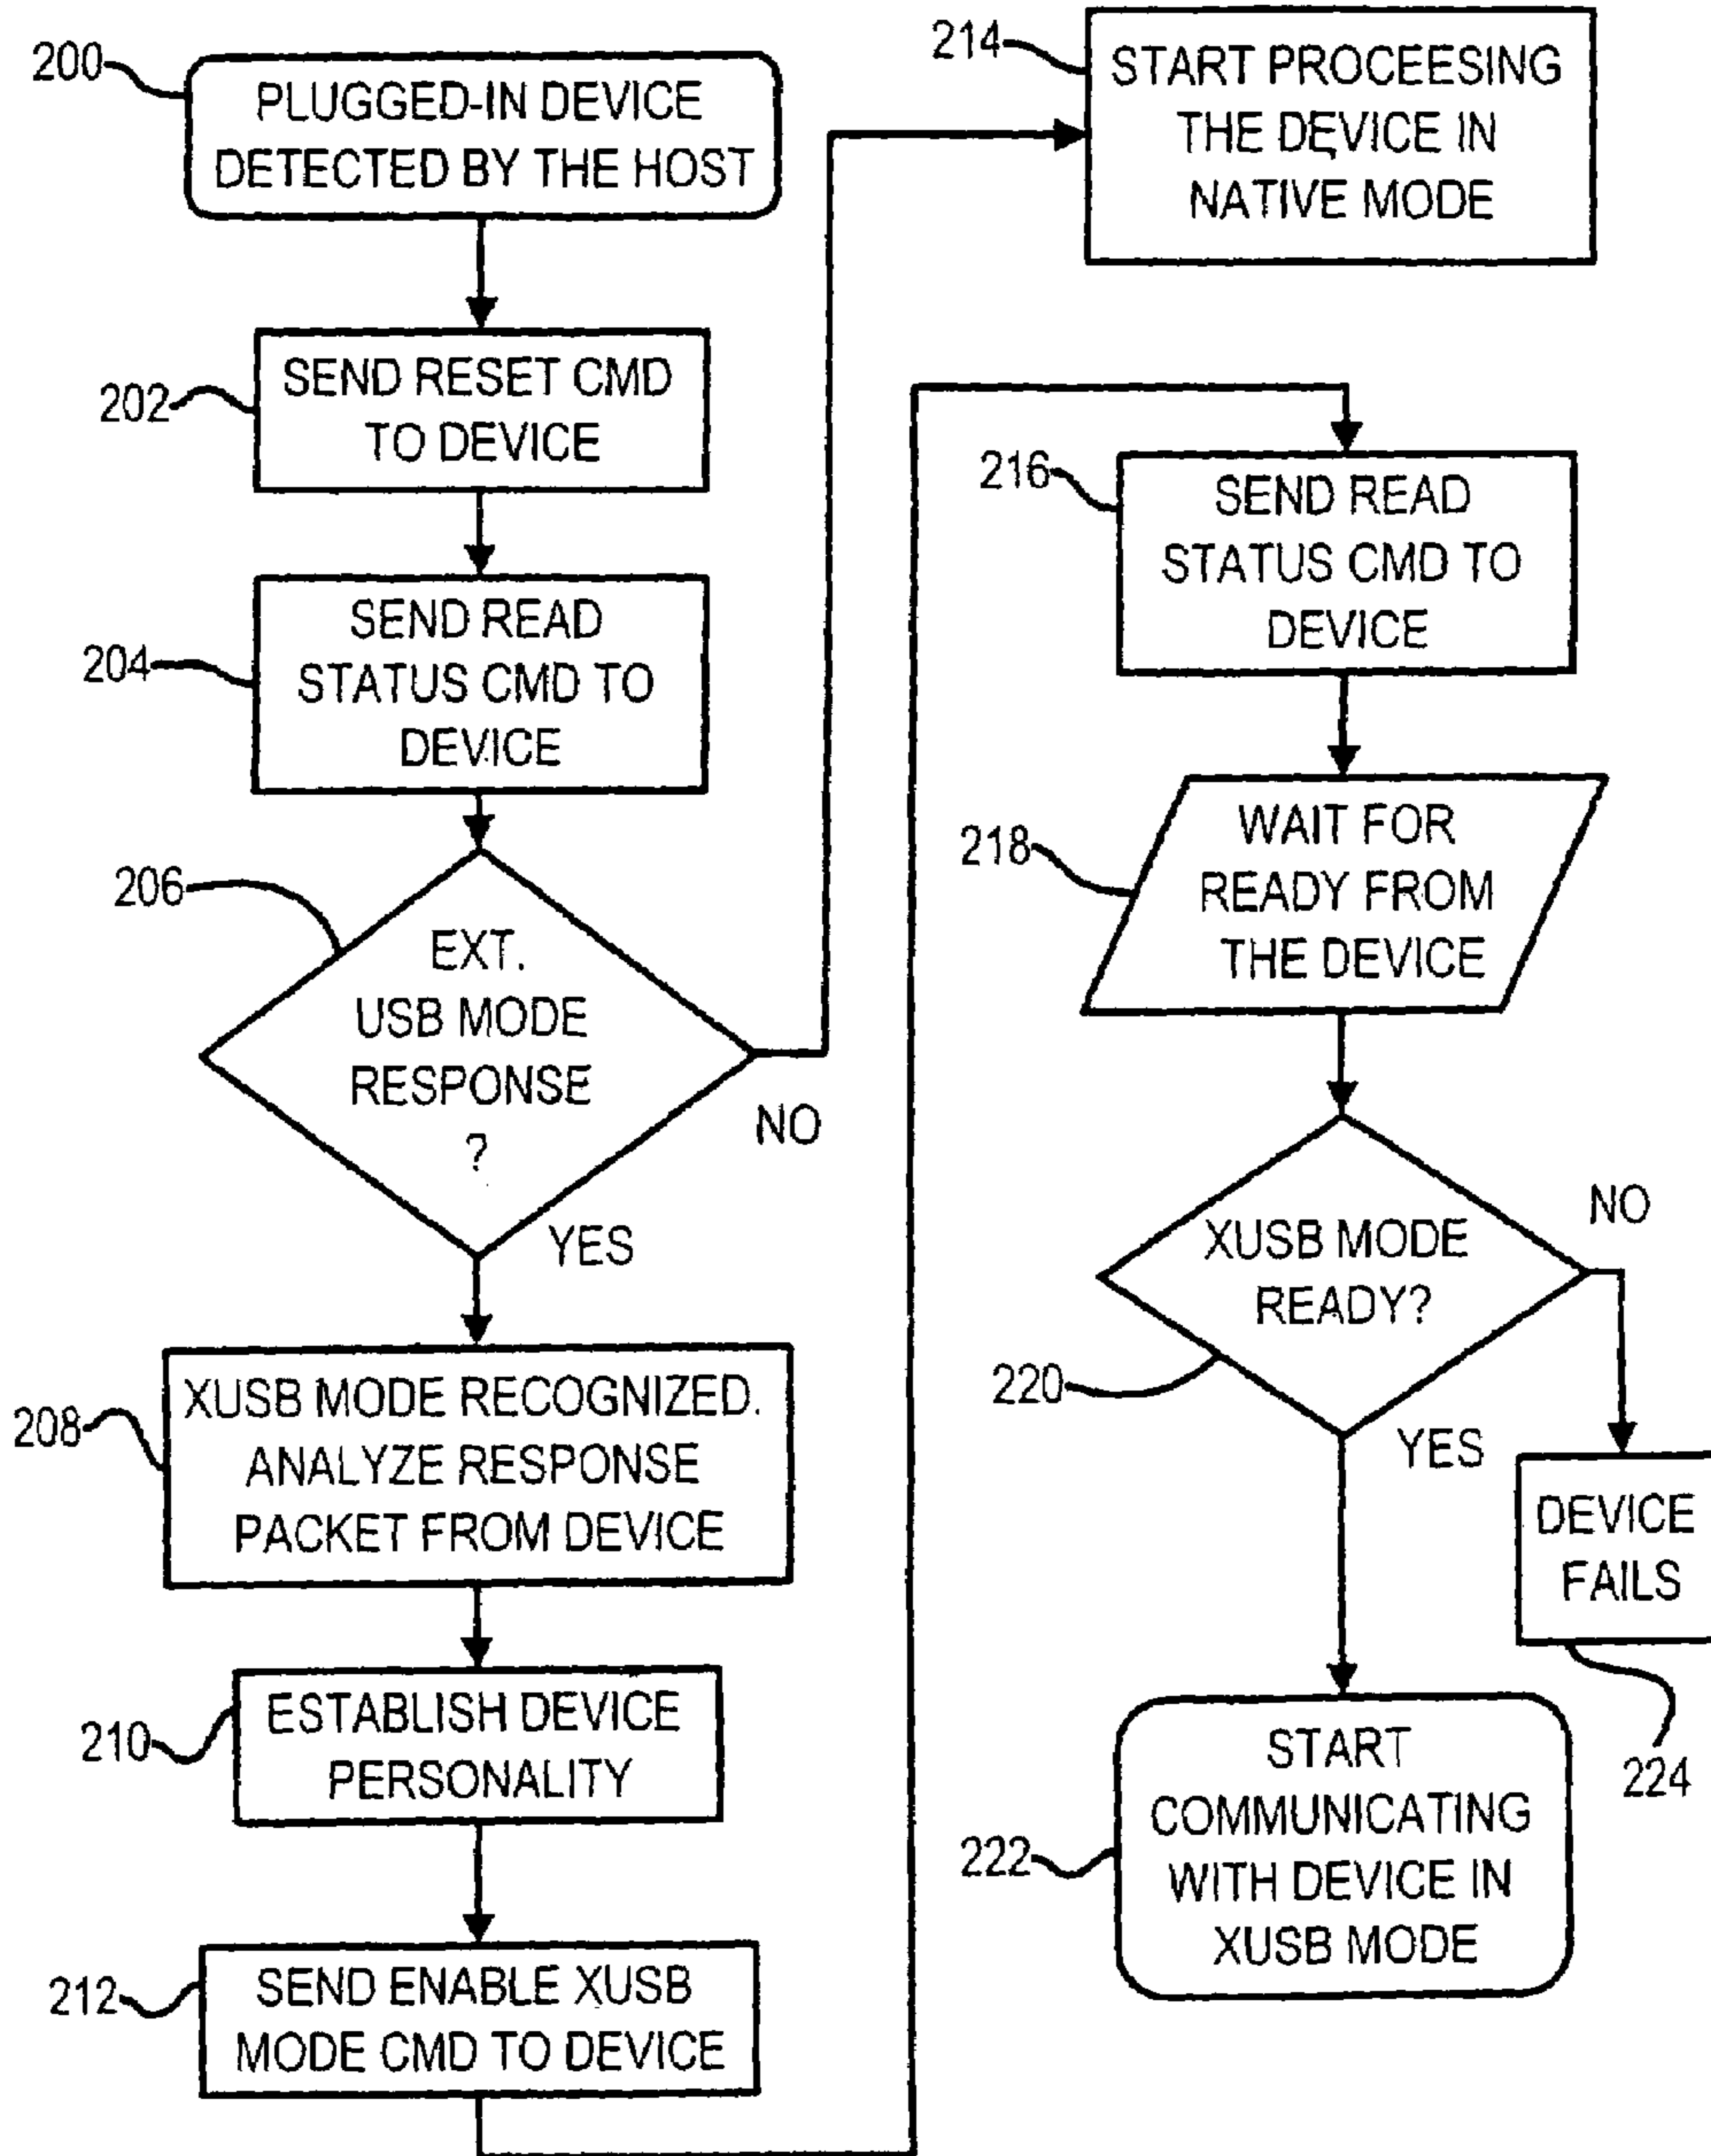 200
PLUGGED-IN DEVICE
DETECTED BY THE HOST
202
SEND RESET CMD
TO DEVICE
204
SEND READ
STATUS CMD TO
DEVICE
206
EXT.
USB MODE
RESPONSE
?
NO
YES
208
XUSB MODE RECOGNIZED.
ANALYZE RESPONSE
PACKET FROM DEVICE
210
ESTABLISH DEVICE
PERSONALITY
212
SEND ENABLE XUSB
MODE CMD TO DEVICE
214
START PROCEESING
THE DEVICE IN
NATIVE MODE
216
SEND READ
STATUS CMD TO
DEVICE
218
WAIT FOR
READY FROM
THE DEVICE
220
XUSB MODE
READY?
NO
YES
DEVICE
FAILS
224
222
START
COMMUNICATING
WITH DEVICE IN
XUSB MODE